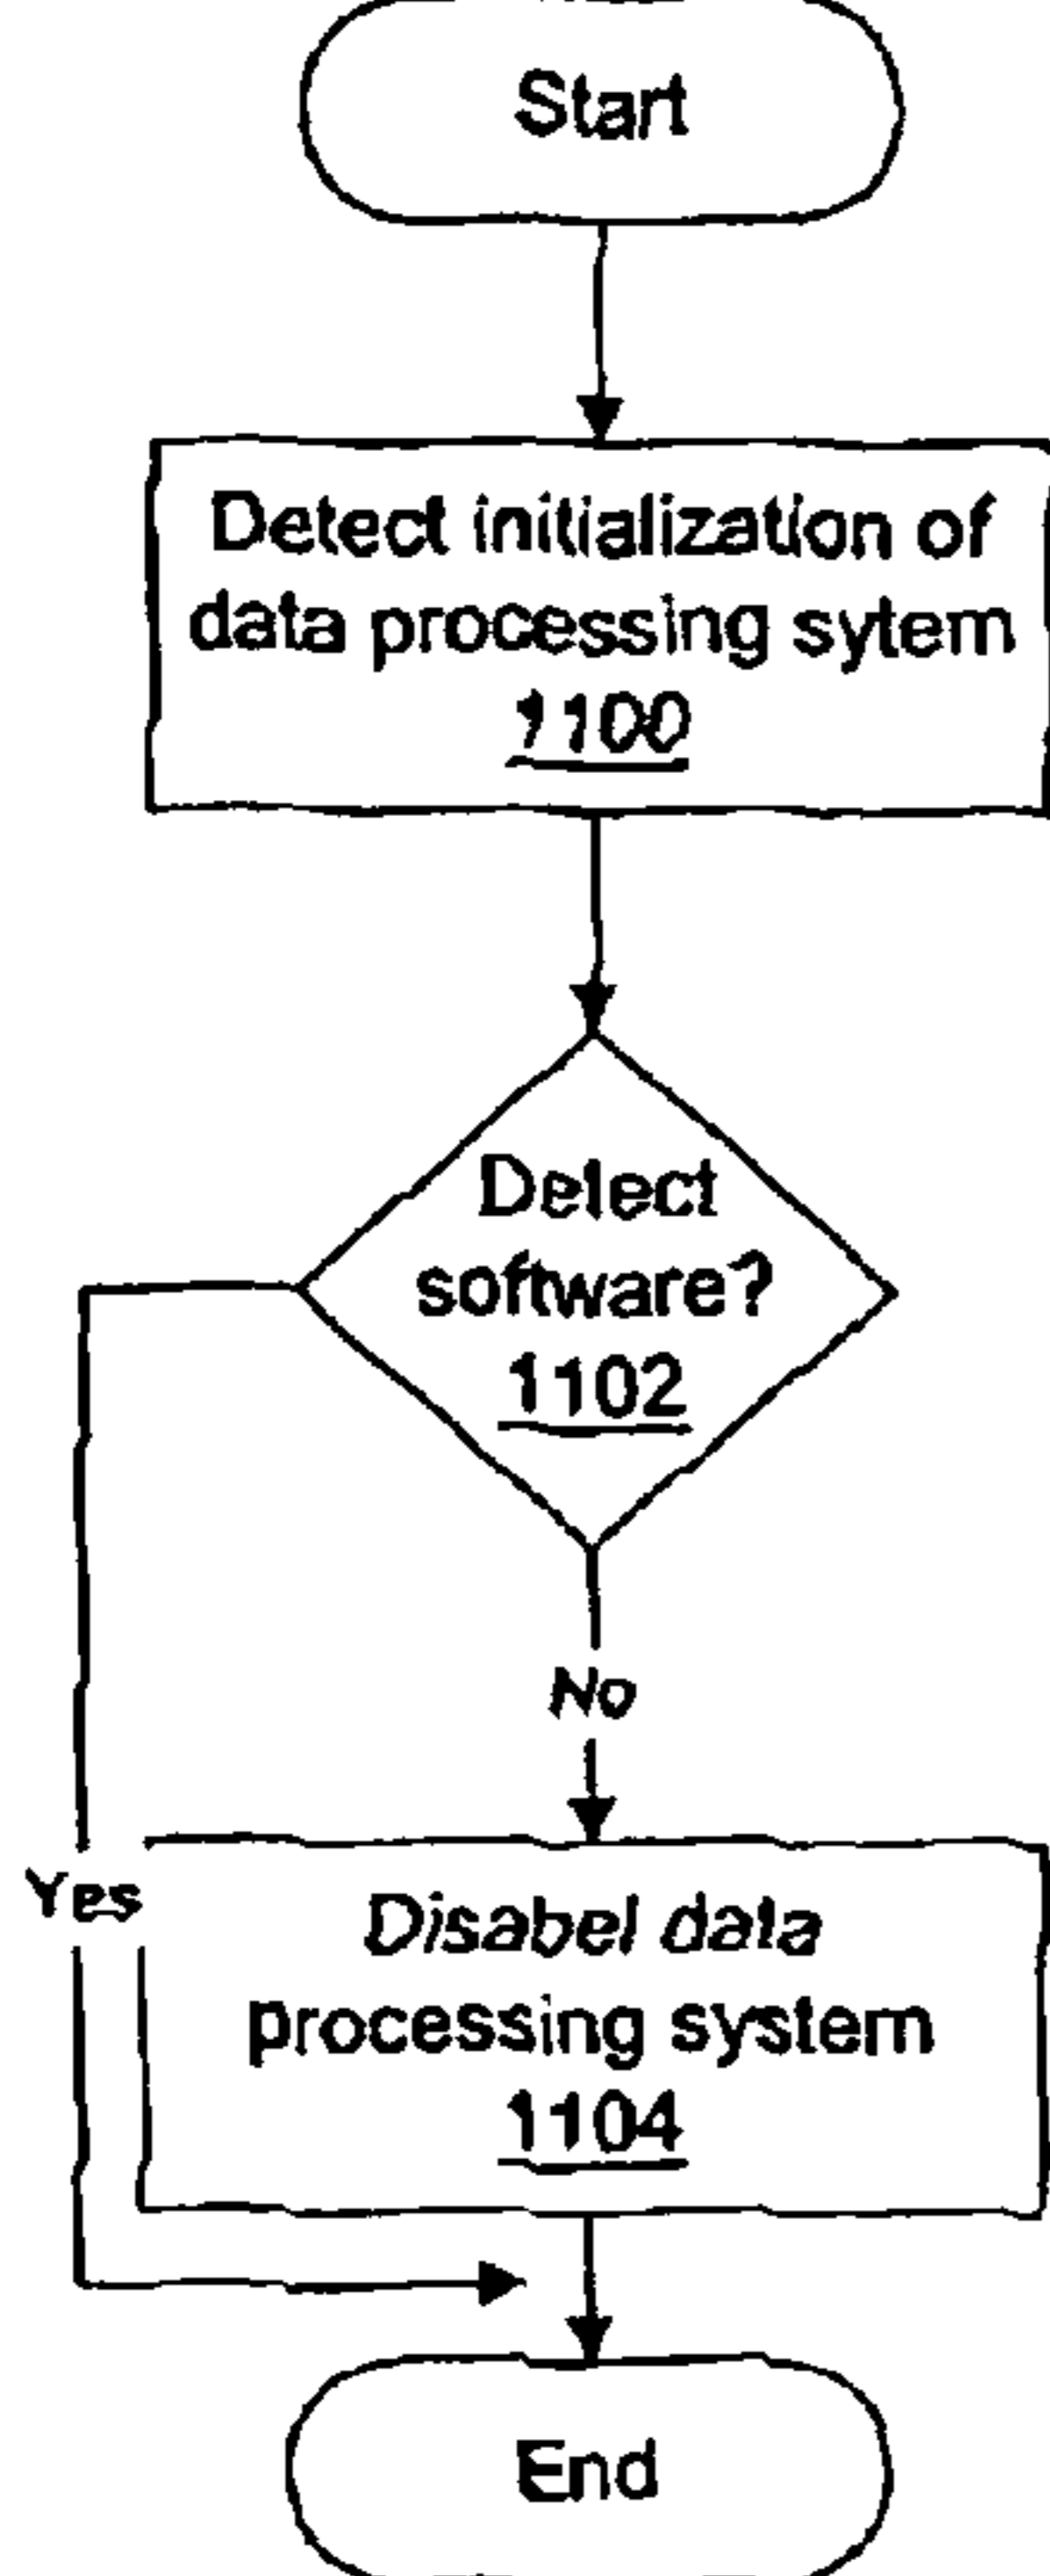 Start
Detect initialization of
data processing sytem
1100
Detect
software?
1102
No
Yes
Disabel data
processing system
1104
End